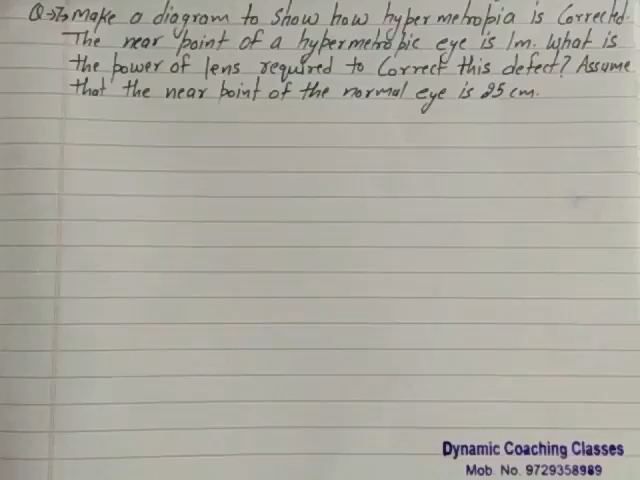 Q→7→ Make a diagram to show how hypermetropia is corrected.
The near point of a hypermetropic eye is 1m. What is
the power of lens required to correct this defect? Assume
that the near point of the normal eye is 25 cm.
Dynamic Coaching Classes
Mob. No. 9729358989